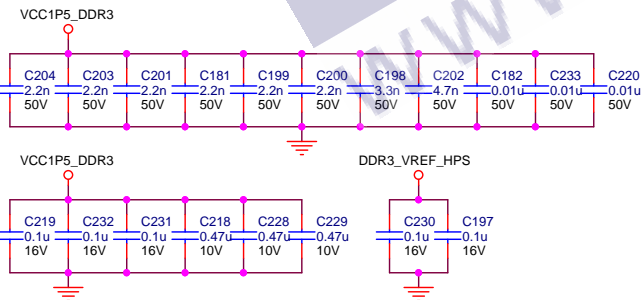 VCC1P5_DDR3
C204 C203 C201 C181 C199 C200 C198 C202 C182 C233 C220
2.2n 2.2n 2.2n 2.2n 2.2n 2.2n 3.3n 4.7n 0.01u 0.01u 0.01u
50V 50V 50V 50V 50V 50V 50V 50V 50V 50V 50V
VCC1P5_DDR3 DDR3_VREF_HPS
C219 C232 C231 C218 C228 C229 C230 C197
0.1u 0.1u 0.1u 0.47u 0.47u 0.47u 0.1u 0.1u
16V 16V 16V 10V 10V 10V 16V 16V
WWW